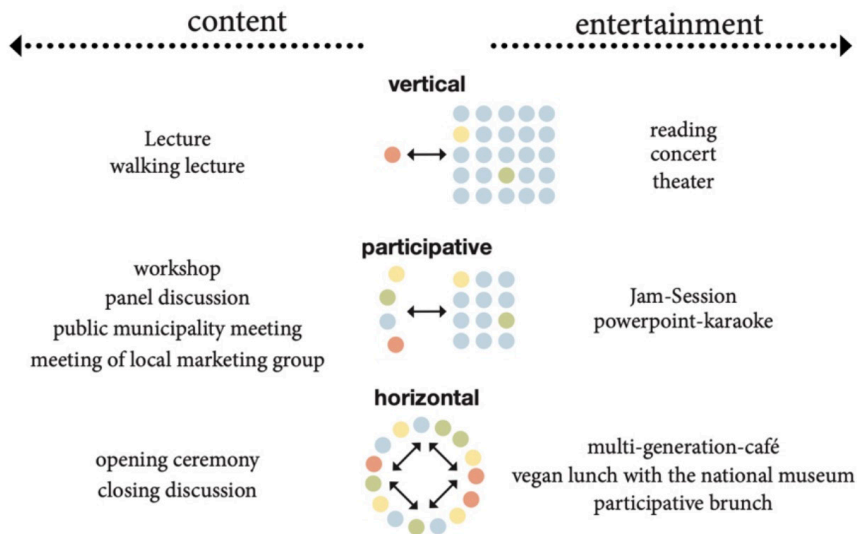 content
entertainment
vertical
Lecture
walking lecture
reading
concert
theater
participative
workshop
panel discussion
public municipality meeting
meeting of local marketing group
Jam-Session
powerpoint-karaoke
horizontal
opening ceremony
closing discussion
multi-generation-café
vegan lunch with the national museum
participative brunch